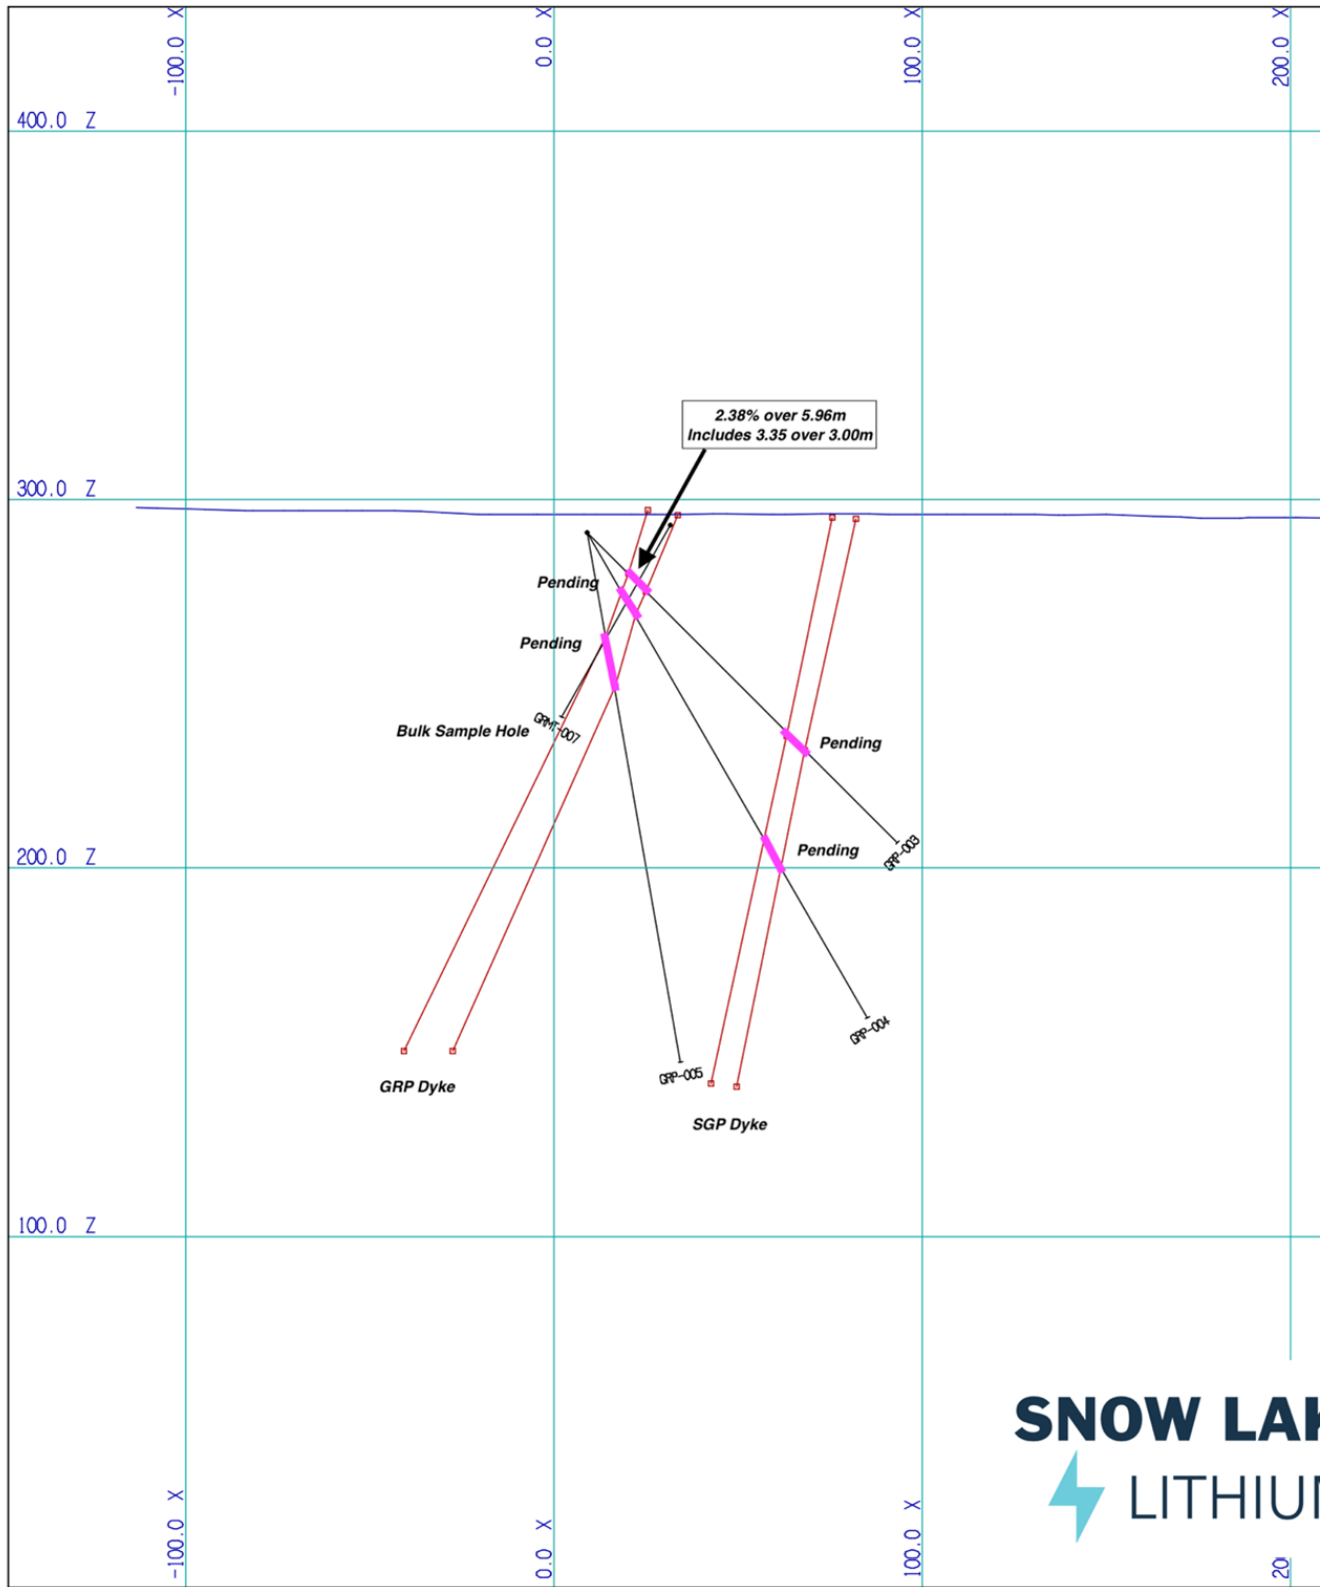 -100.0 X
0.0 X
100.0 X
200.0 X
400.0 Z
2.38% over 5.96m
Includes 3.35 over 3.00m
300.0 Z
Pending
Pending
GRMT-007
Bulk Sample Hole
Pending
GRP-003
Pending
200.0 Z
GRP-004
GRP-005
GRP Dyke
SGP Dyke
100.0 Z
SNOW LAK
LITHIUM
-100.0 X
0.0 X
100.0 X
20